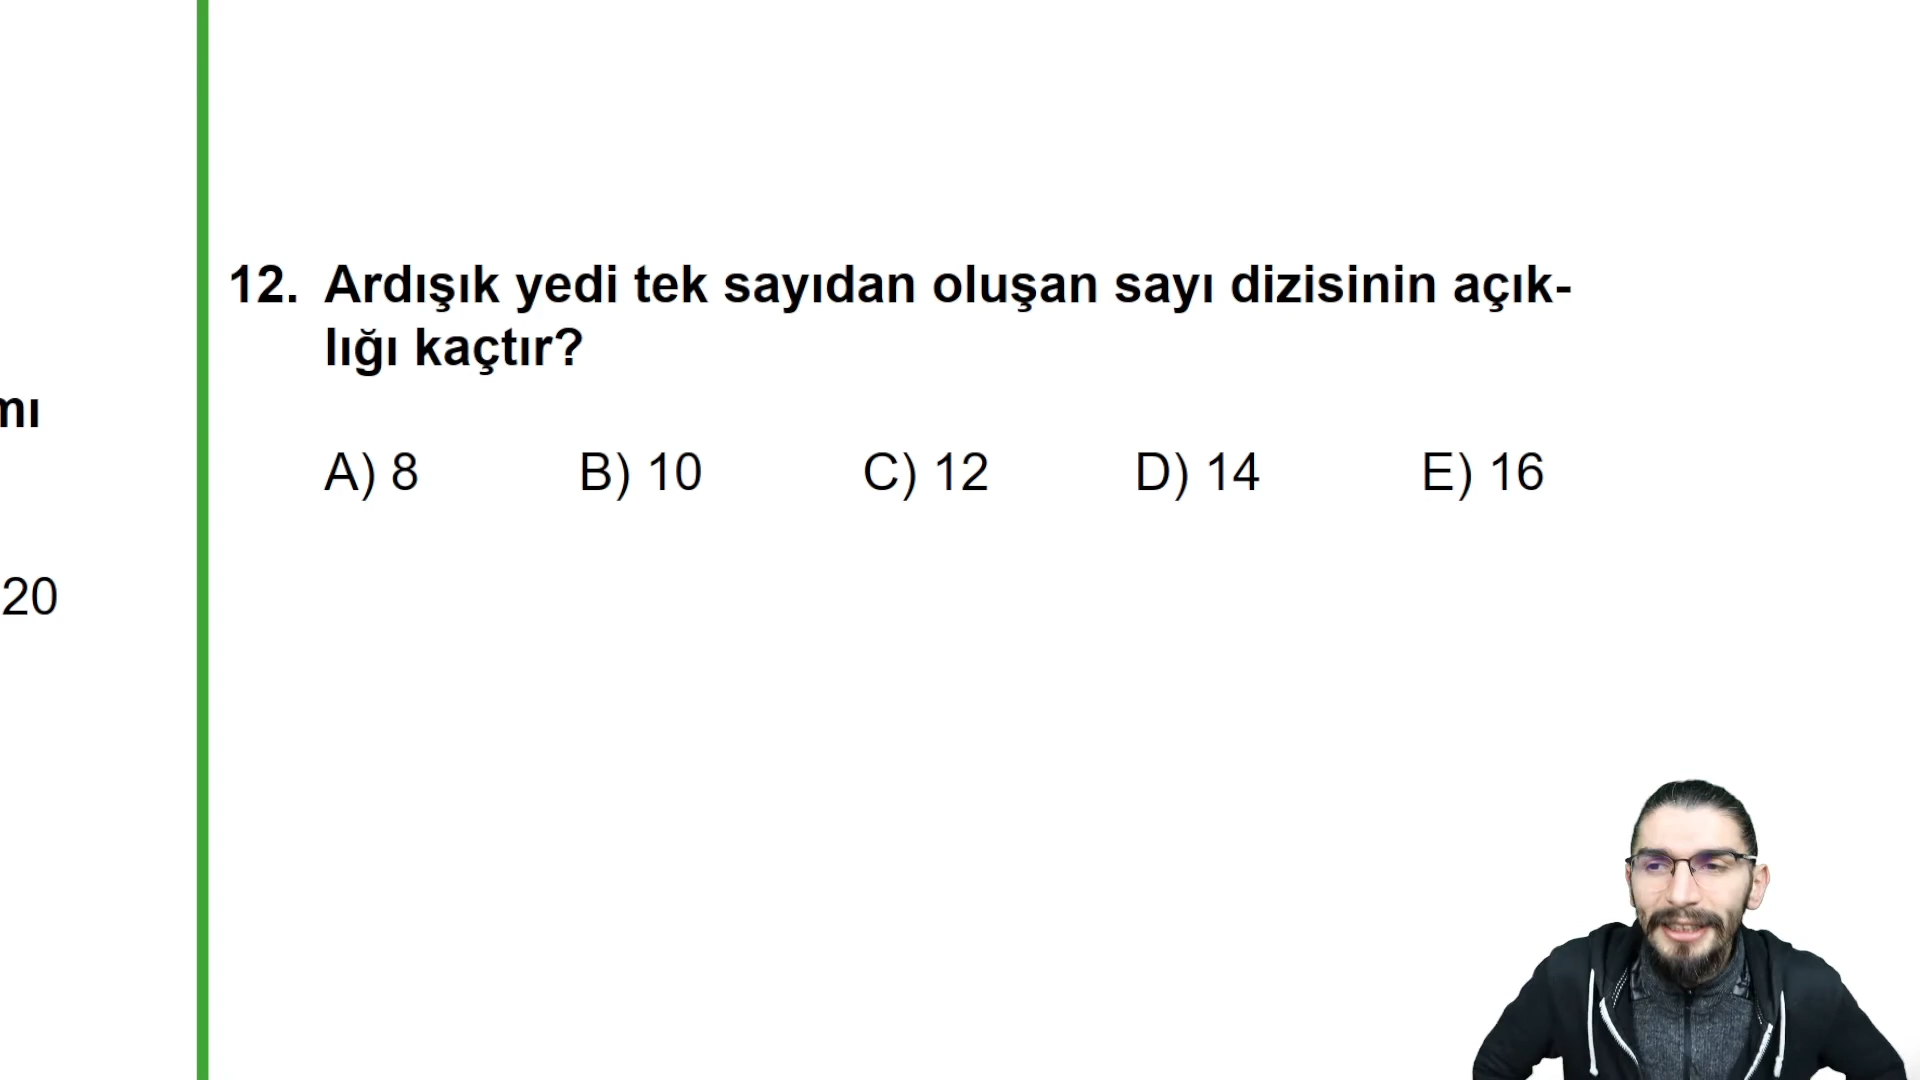 12. Ardışık yedi tek sayıdan oluşan sayı dizisinin açık-
lığı kaçtır?
mı
A) 8 B) 10 C) 12 D) 14 E) 16
20